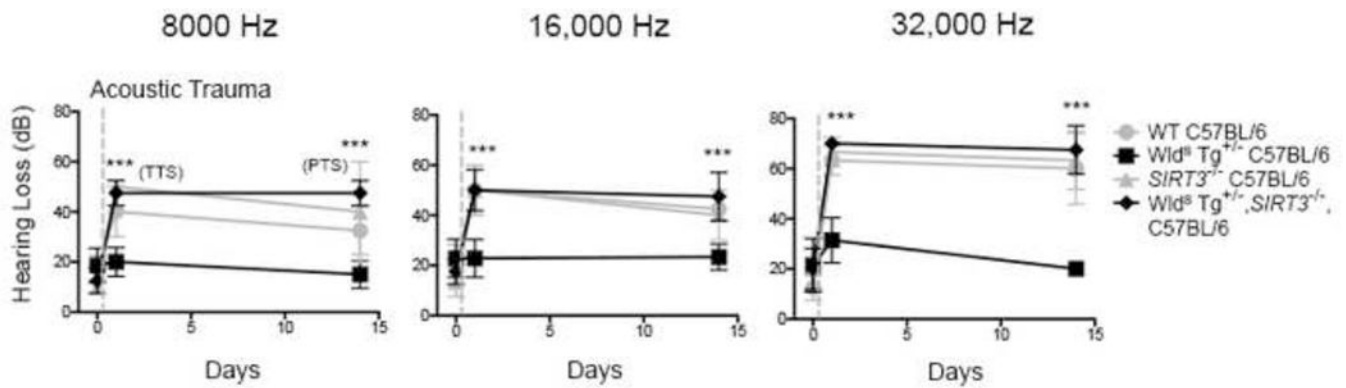 8000 Hz
16,000 Hz
32,000 Hz
Acoustic Trauma
Hearing Loss (dB)
80
60
40
20
0
*** (TTS)
(PTS) ***
0 5 10 15
Days
80
60
40
20
0
***
***
0 5 10 15
Days
80
60
40
20
0
***
***
0 5 10 15
Days
WT C57BL/6
Wldˢ Tg⁺/⁻ C57BL/6
SIRT3⁻/⁻ C57BL/6
Wldˢ Tg⁺/⁻,SIRT3⁻/⁻,
C57BL/6